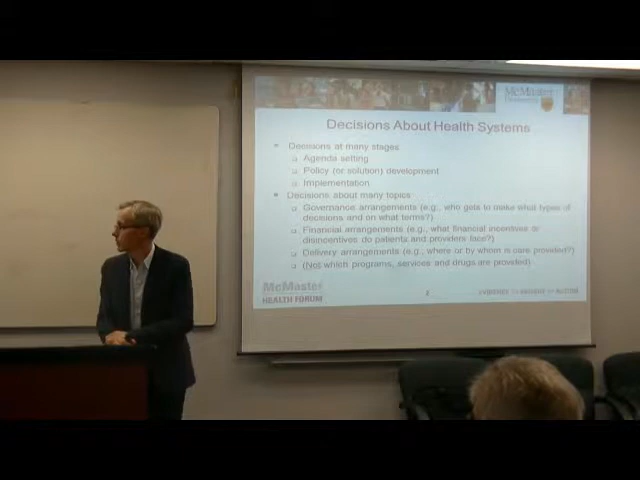 McMaster
University
Decisions About Health Systems
Decisions at many stages
Agenda setting
Policy (or solution) development
Implementation
Decisions about many topics
Governance arrangements (e.g., who gets to make what types of
decisions and on what terms?)
Financial arrangements (e.g., what financial incentives or
disincentives do patients and providers face?)
Delivery arrangements (e.g., where or by whom is care provided?)
(Not which programs, services and drugs are provided)
McMaster
HEALTH FORUM